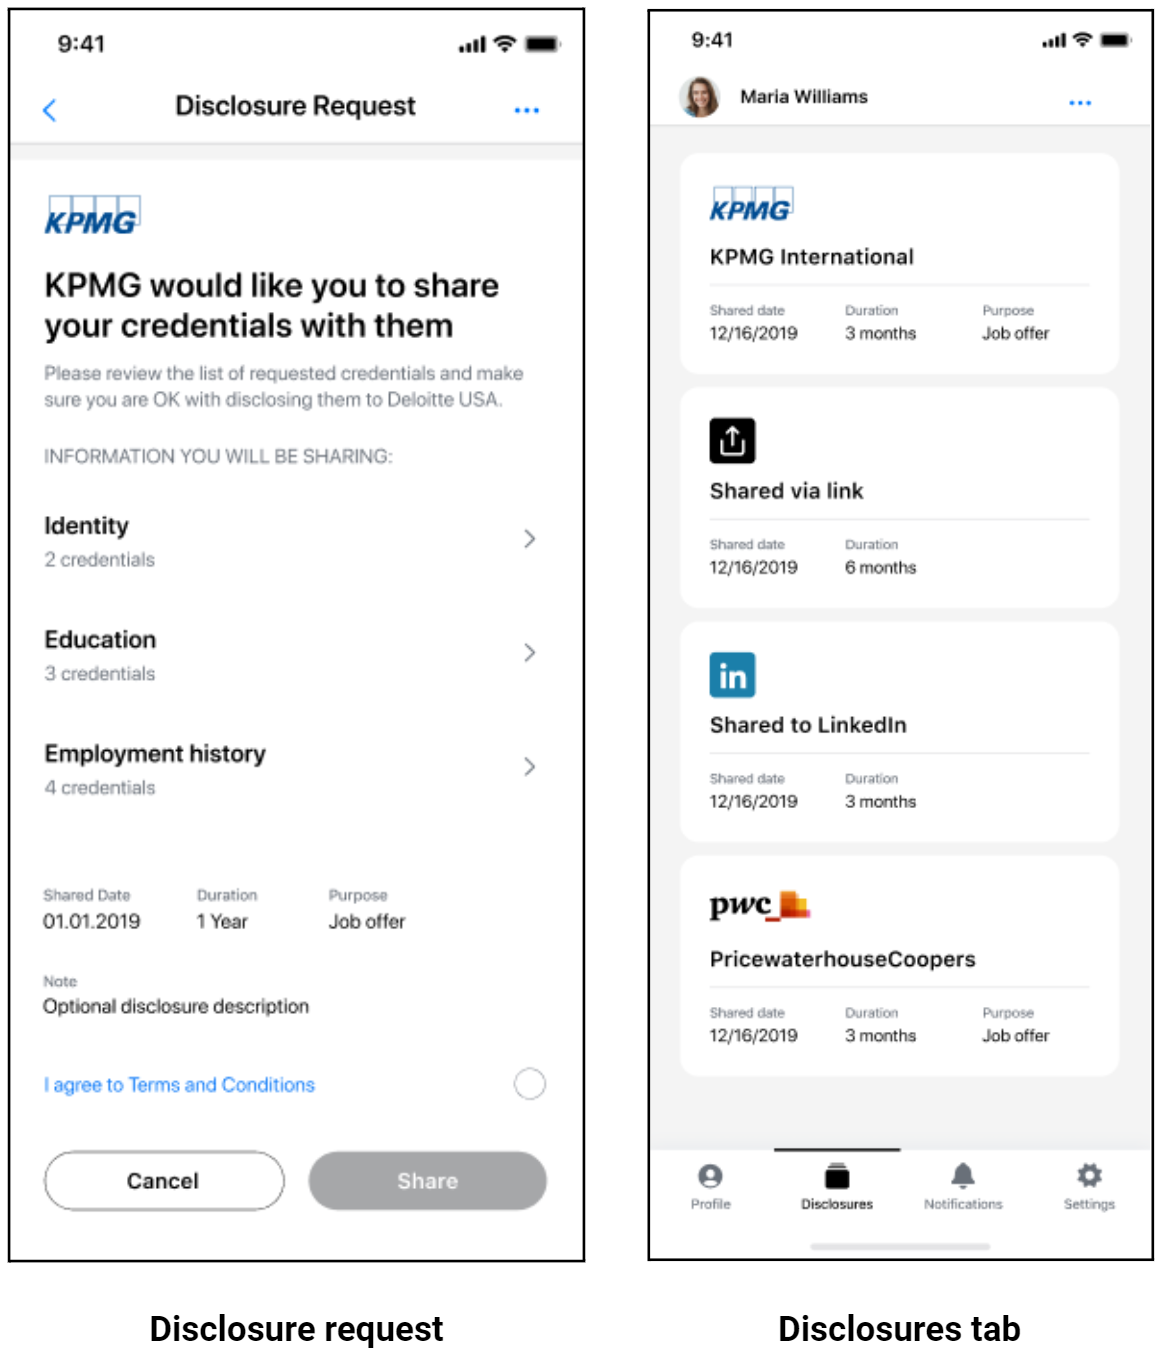 9:41
Disclosure Request
KPMG
KPMG would like you to share
your credentials with them
Please review the list of requested credentials and make
sure you are OK with disclosing them to Deloitte USA.
INFORMATION YOU WILL BE SHARING:
Identity
2 credentials
Education
3 credentials
Employment history
4 credentials
Shared Date Duration Purpose
01.01.2019 1 Year Job offer
Note
Optional disclosure description
I agree to Terms and Conditions
Cancel Share
Disclosure request
9:41
Maria Williams
KPMG
KPMG International
Shared date Duration Purpose
12/16/2019 3 months Job offer
Shared via link
Shared date Duration
12/16/2019 6 months
in
Shared to LinkedIn
Shared date Duration
12/16/2019 3 months
pwc
PricewaterhouseCoopers
Shared date Duration Purpose
12/16/2019 3 months Job offer
Profile Disclosures Notifications Settings
Disclosures tab